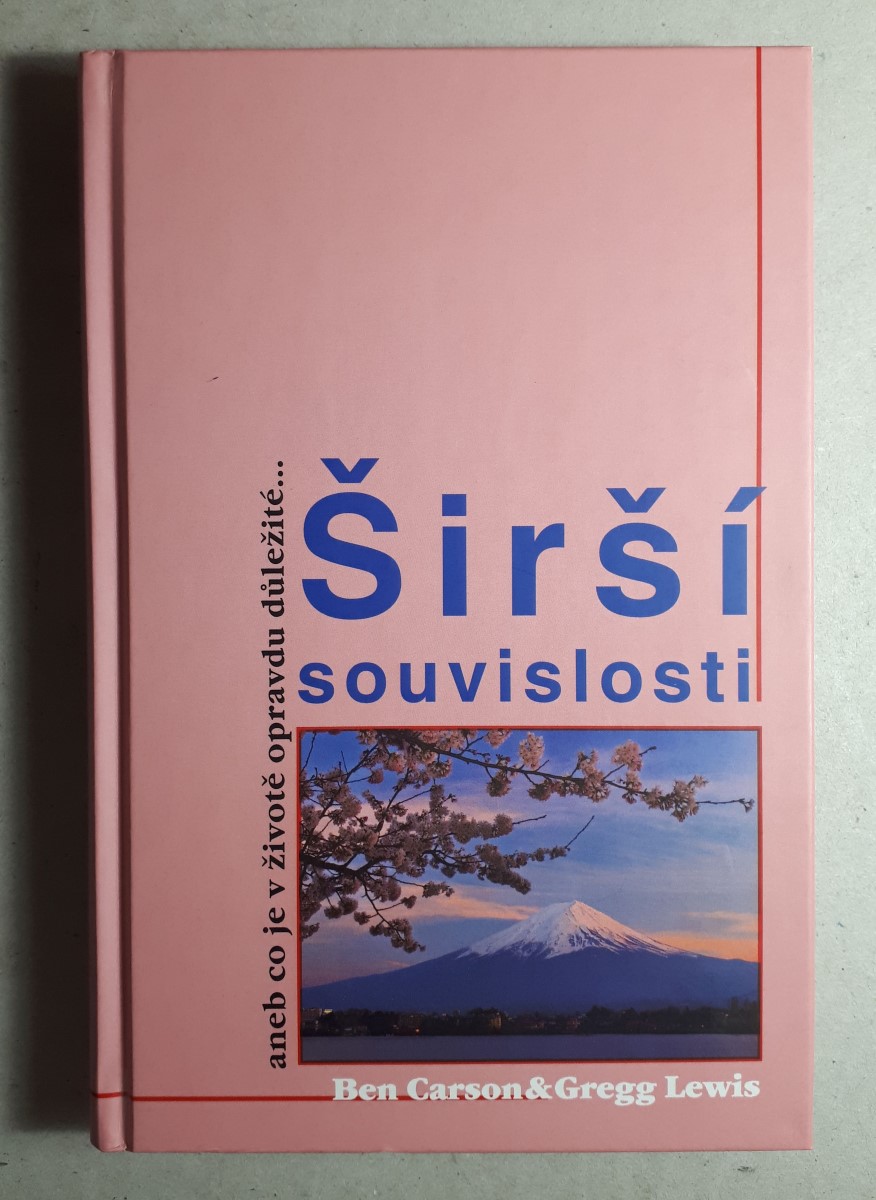 Širší
souvislosti
aneb co je v životě opravdu důležité...
Ben Carson&Gregg Lewis